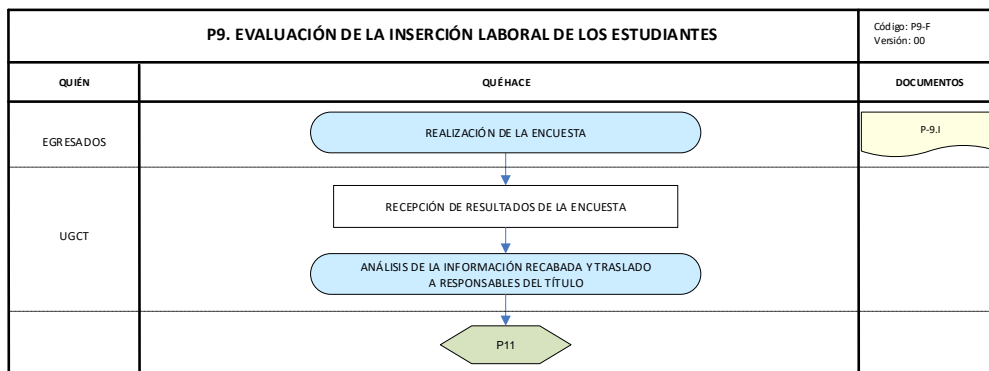 P9. EVALUACIÓN DE LA INSERCIÓN LABORAL DE LOS ESTUDIANTES
Código: P9-F
Versión: 00
QUIÉN
QUÉ HACE
DOCUMENTOS
EGRESADOS
REALIZACIÓN DE LA ENCUESTA
P-9.I
RECEPCIÓN DE RESULTADOS DE LA ENCUESTA
UGCT
ANÁLISIS DE LA INFORMACIÓN RECABADA Y TRASLADO
A RESPONSABLES DEL TÍTULO
P11